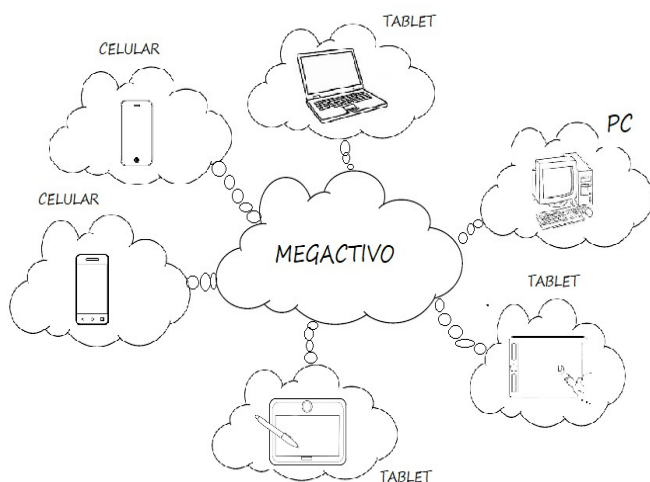 TABLET
CELULAR
PC
CELULAR
MEGACTIVO
TABLET
TABLET